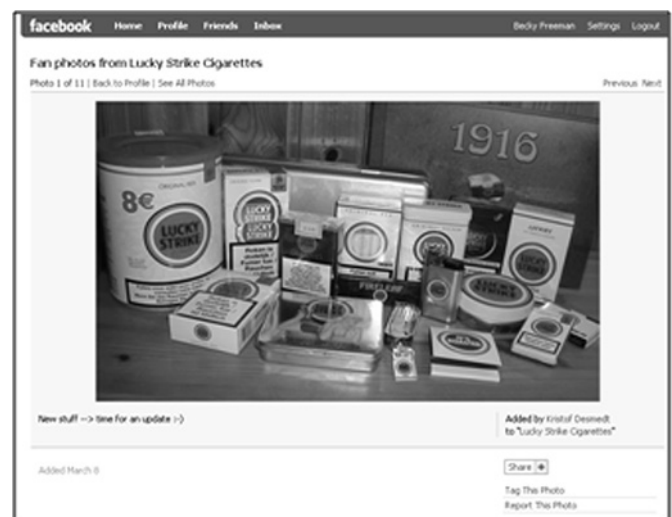 facebook Home Profile Friends Inbox Becky Freeman Settings Logout
Fan photos from Lucky Strike Cigarettes
Photo 1 of 11 | Back to Profile | See All Photos Previous Next
1916
8€
LUCKY
STRIKE
LUCKY
STRIKE
LUCKY
STRIKE
FIRELEAF
New stuff --> time for an update :-)
Added by Kristof Desmedt
to "Lucky Strike Cigarettes"
Added March 8
Share +
Tag This Photo
Report This Photo